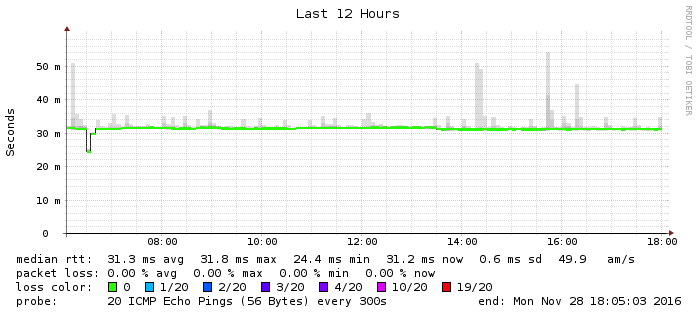 Last 12 Hours
RRDTOOL / TOBI OETIKER
Seconds
50 m
40 m
30 m
20 m
10 m
0
08:00 10:00 12:00 14:00 16:00 18:00
median rtt: 31.3 ms avg 31.8 ms max 24.4 ms min 31.2 ms now 0.6 ms sd 49.9 am/s
packet loss: 0.00 % avg 0.00 % max 0.00 % min 0.00 % now
loss color: 0 1/20 2/20 3/20 4/20 10/20 19/20
probe: 20 ICMP Echo Pings (56 Bytes) every 300s end: Mon Nov 28 18:05:03 2016